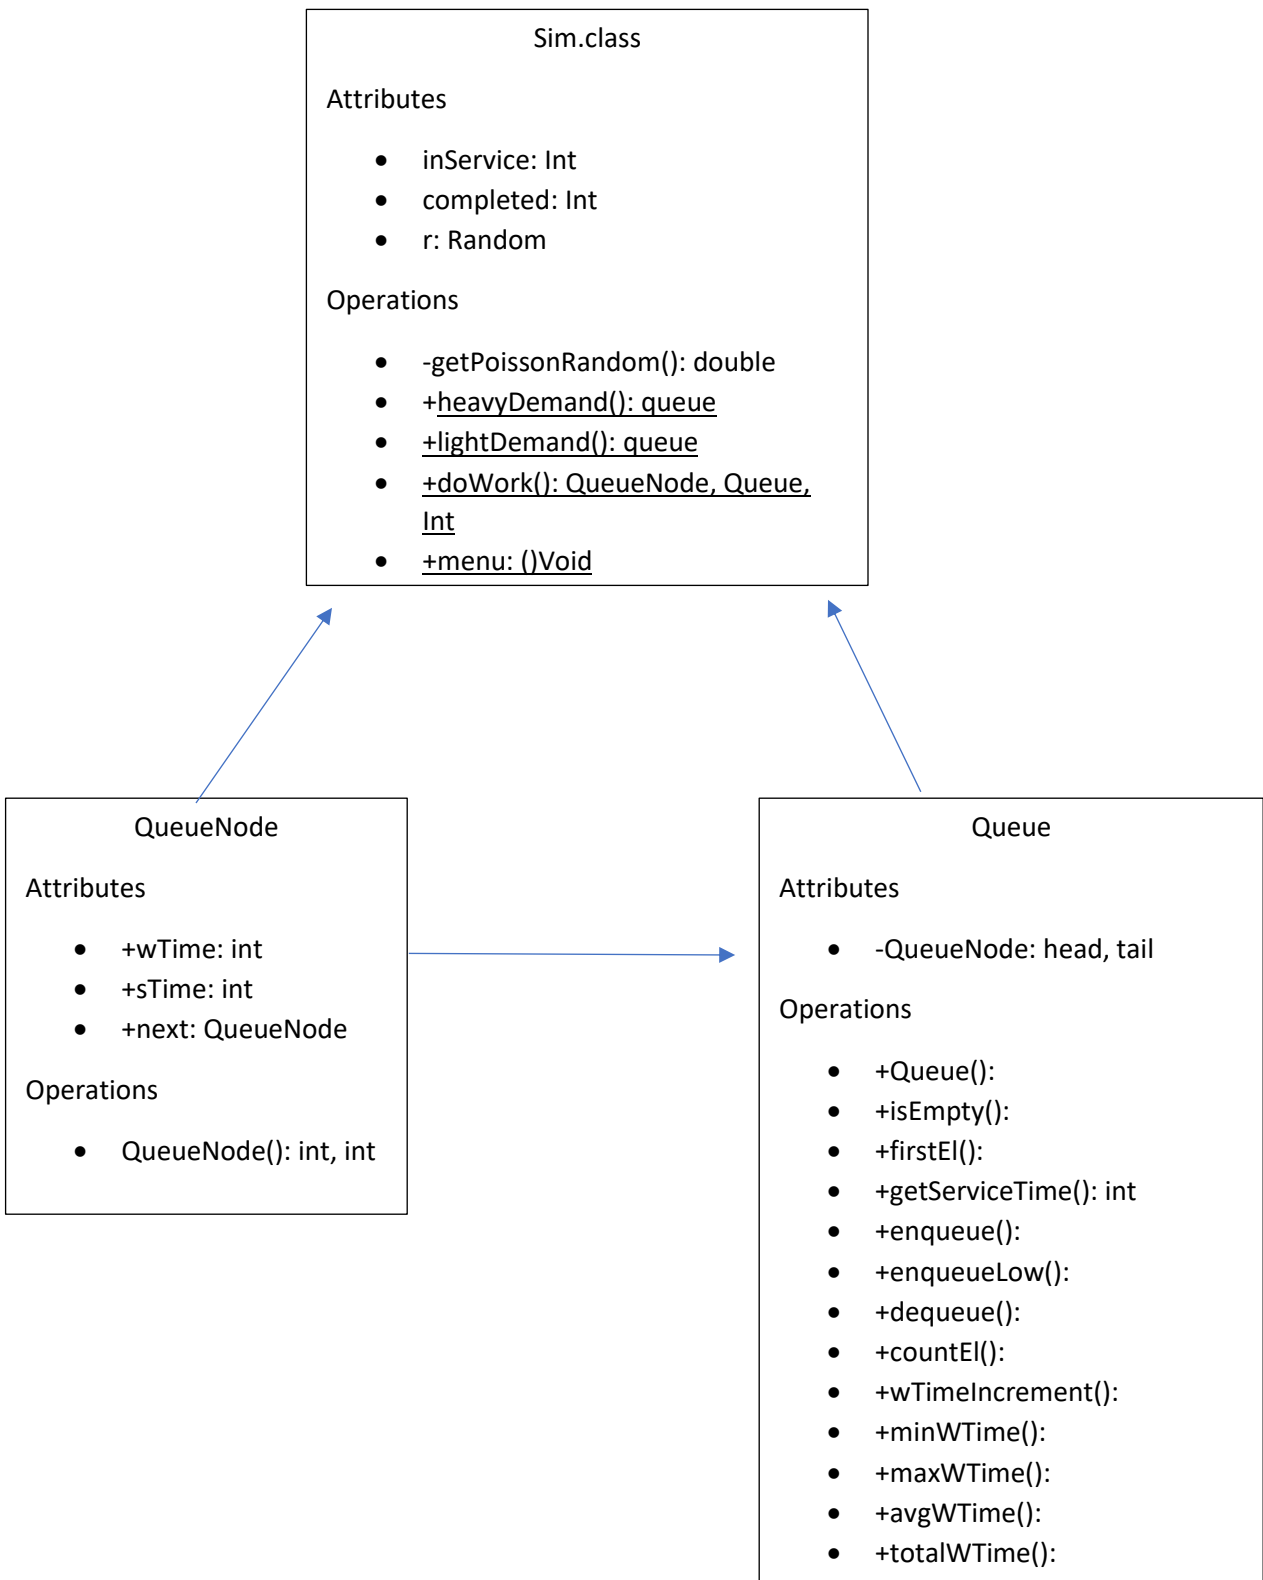 Sim.class
Attributes
• inService: Int
• completed: Int
• r: Random
Operations
• -getPoissonRandom(): double
• +heavyDemand(): queue
• +lightDemand(): queue
• +doWork(): QueueNode, Queue,
Int
• +menu: ()Void
QueueNode
Attributes
• +wTime: int
• +sTime: int
• +next: QueueNode
Operations
• QueueNode(): int, int
Queue
Attributes
• -QueueNode: head, tail
Operations
• +Queue():
• +isEmpty():
• +firstEl():
• +getServiceTime(): int
• +enqueue():
• +enqueueLow():
• +dequeue():
• +countEl():
• +wTimeIncrement():
• +minWTime():
• +maxWTime():
• +avgWTime():
• +totalWTime():